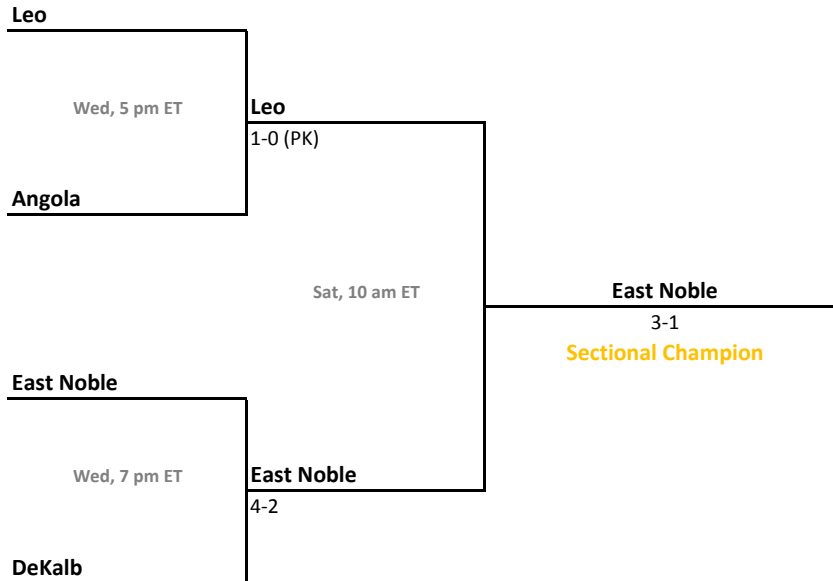 Leo
Wed, 5 pm ET
Leo
1-0 (PK)
Angola
Sat, 10 am ET
East Noble
3-1
Sectional Champion
East Noble
Wed, 7 pm ET
East Noble
4-2
DeKalb